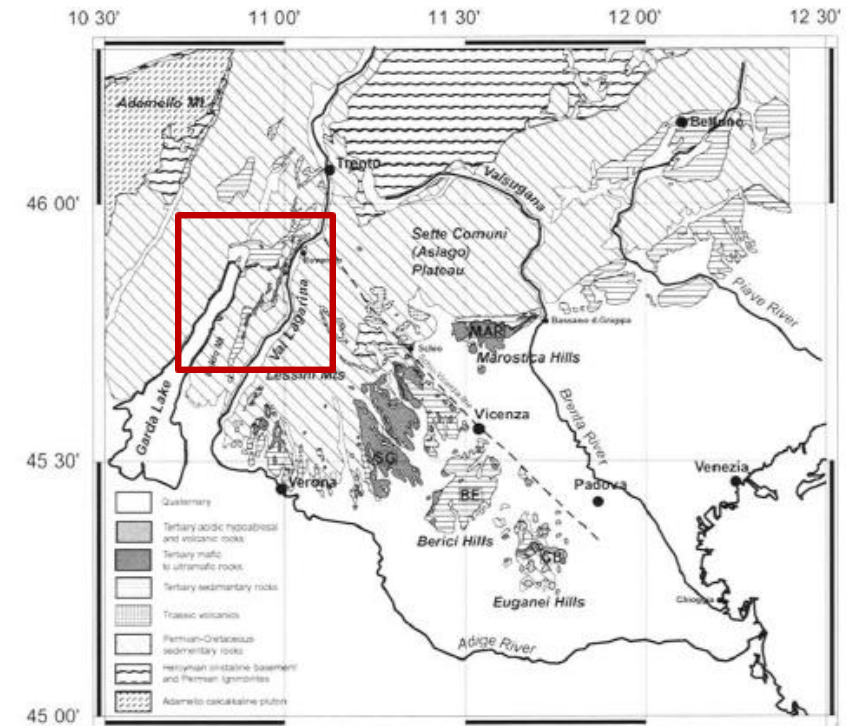 10 30'
11 00'
11 30'
12 00'
12 30'
46 00'
45 30'
45 00'
Adamello Mt.
Trento
Belluno
Valsugana
Sette Comuni
(Asiago)
Plateau
Piave River
Val Lagarina
Bassano d.Grappa
MAR
Marostica Hills
Schio
Lessini Mts
Garda Lake
Vicenza
Brenta River
SG
Verona
BE
Padova
Venezia
Berici Hills
Euganei Hills
Chioggia
Adige River
Quaternary
Tertiary acidic hypoabissal
and volcanic rocks
Tertiary mafic
to ultramafic rocks
Tertiary sedimentary rocks
Triassic volcanics
Permian-Cretaceous
sedimentary rocks
Hercynian cristaline basement
and Permian Ignimbrites
Adamello calcalkaline pluton